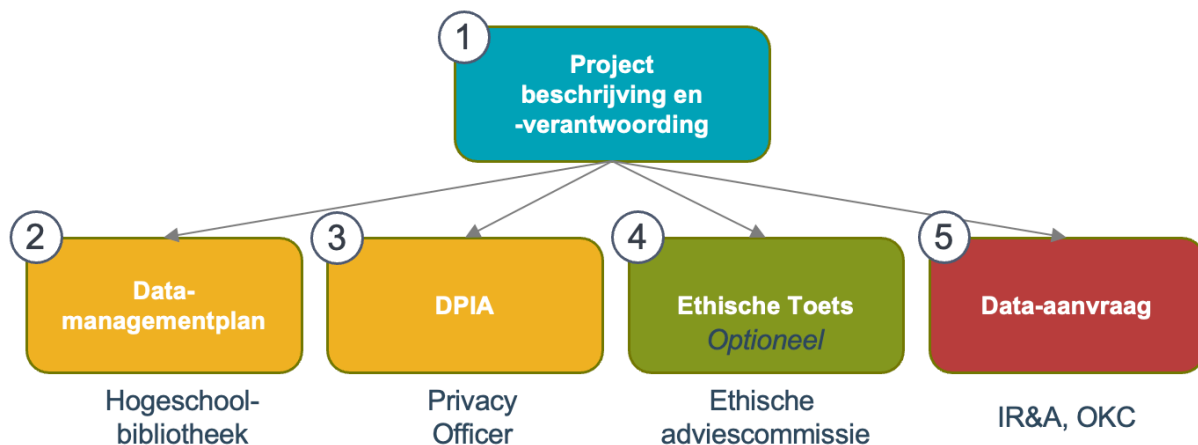 1
Project
beschrijving en
-verantwoording
2
Data-
managementplan
Hogeschool-
bibliotheek
3
DPIA
Privacy
Officer
4
Ethische Toets
Optioneel
Ethische
adviescommissie
5
Data-aanvraag
IR&A, OKC